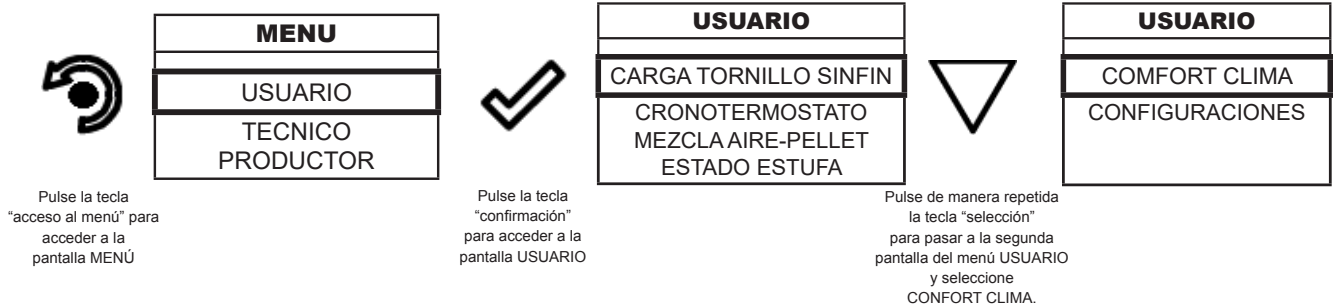 MENU
USUARIO
TECNICO
PRODUCTOR
Pulse la tecla
“acceso al menú” para
acceder a la
pantalla MENÚ
Pulse la tecla
“confirmación”
para acceder a la
pantalla USUARIO
USUARIO
CARGA TORNILLO SINFIN
CRONOTERMOSTATO
MEZCLA AIRE-PELLET
ESTADO ESTUFA
Pulse de manera repetida
la tecla “selección”
para pasar a la segunda
pantalla del menú USUARIO
y seleccione
CONFORT CLIMA.
USUARIO
COMFORT CLIMA
CONFIGURACIONES